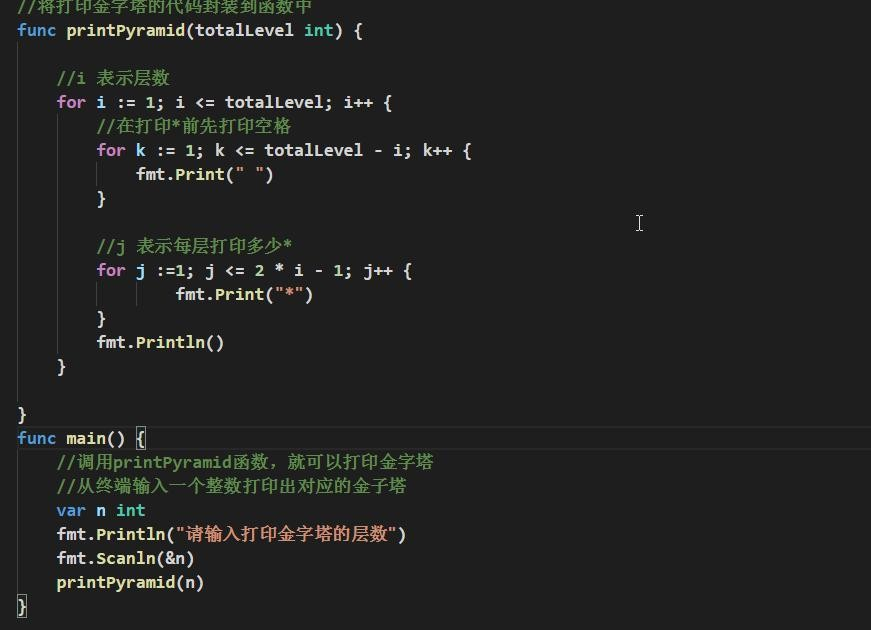 //将打印金字塔的代码封装到函数中
func printPyramid(totalLevel int) {
//i 表示层数
for i := 1; i <= totalLevel; i++ {
//在打印*前先打印空格
for k := 1; k <= totalLevel - i; k++ {
fmt.Print(" ")
}
//j 表示每层打印多少*
for j :=1; j <= 2 * i - 1; j++ {
fmt.Print("*")
}
fmt.Println()
}
}
func main() {
//调用printPyramid函数，就可以打印金字塔
//从终端输入一个整数打印出对应的金子塔
var n int
fmt.Println("请输入打印金字塔的层数")
fmt.Scanln(&n)
printPyramid(n)
}